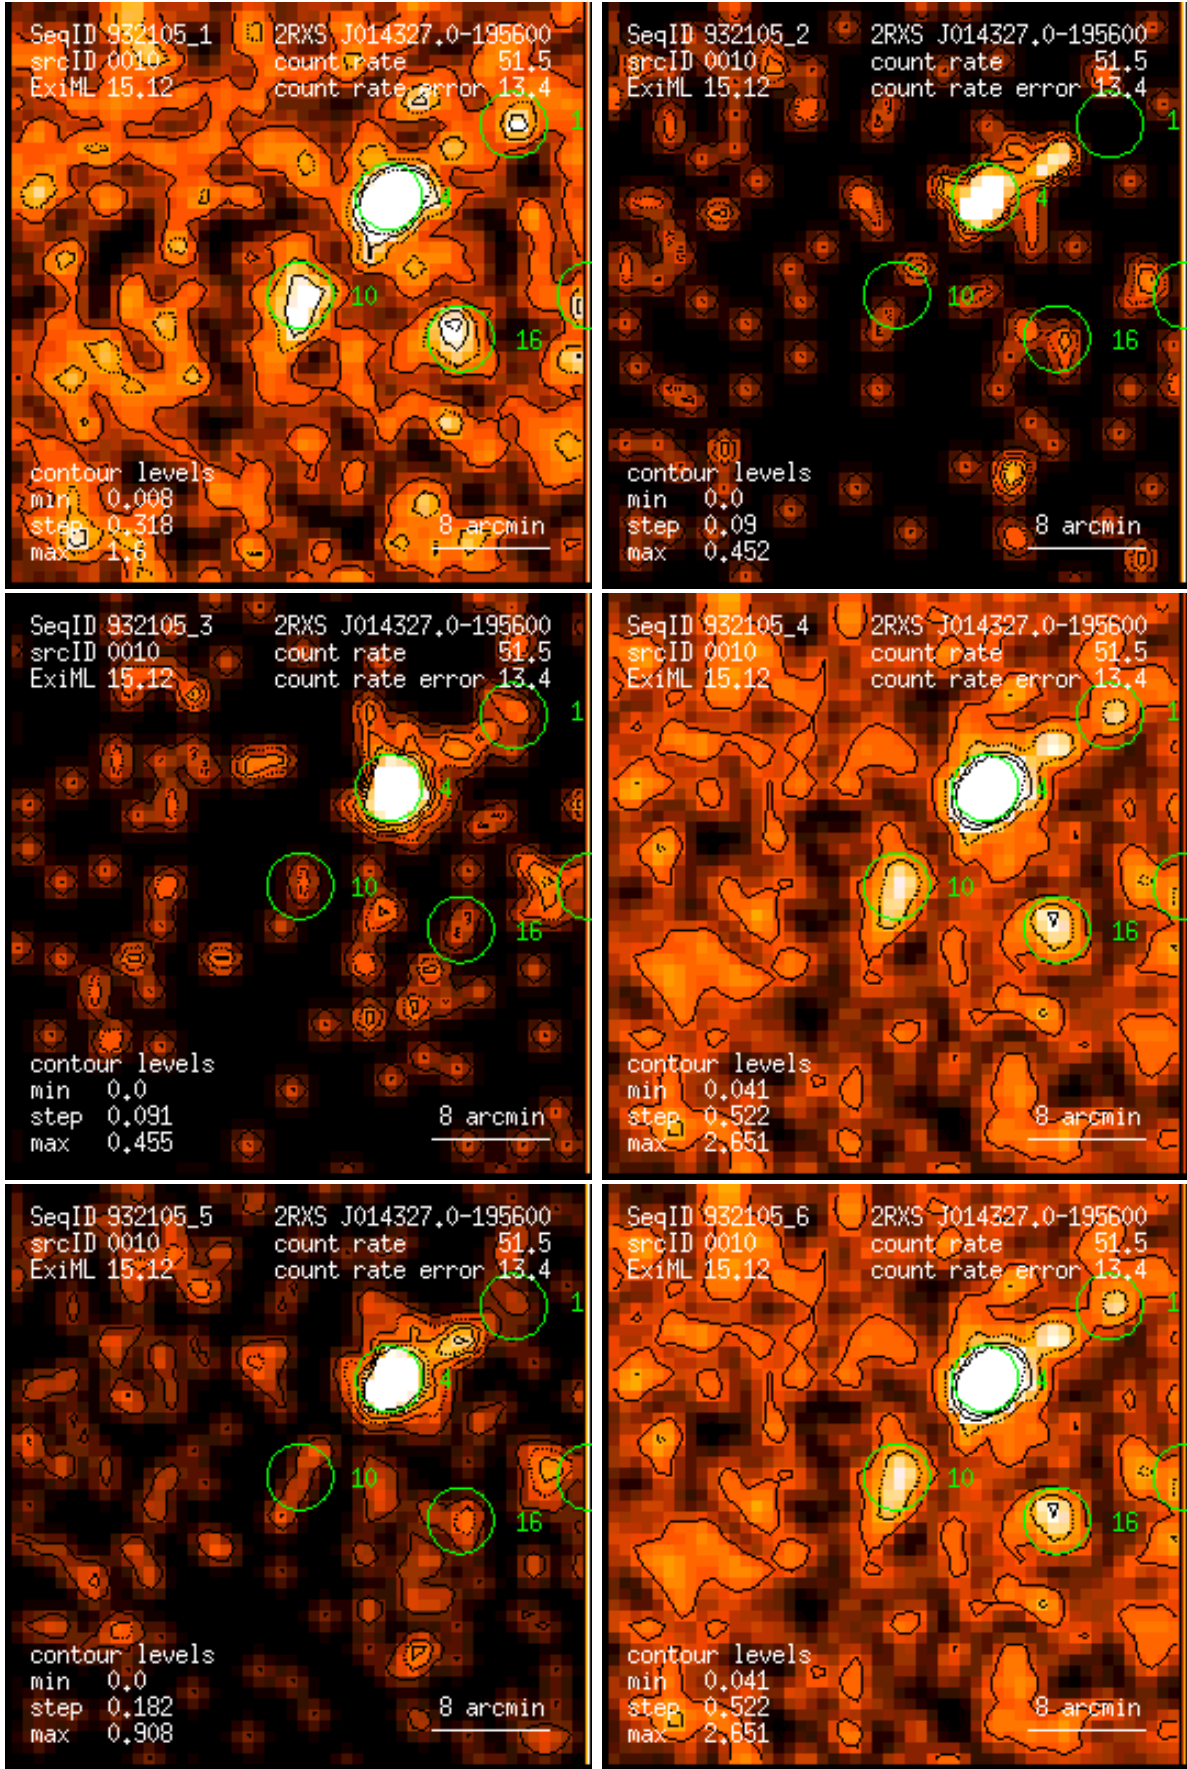 SeqID 932105_1 2RXS J014327.0-195600
srcID 0010 count rate 51.5
ExiML 15.12 count rate error 13.4
1
4
10
16
contour levels
min 0.008
step 0.318 8 arcmin
max 1.6
SeqID 932105_2 2RXS J014327.0-195600
srcID 0010 count rate 51.5
ExiML 15.12 count rate error 13.4
1
4
10
16
contour levels
min 0.0
step 0.09 8 arcmin
max 0.452
SeqID 932105_3 2RXS J014327.0-195600
srcID 0010 count rate 51.5
ExiML 15.12 count rate error 13.4
1
4
10
16
contour levels
min 0.0
step 0.091 8 arcmin
max 0.455
SeqID 932105_4 2RXS J014327.0-195600
srcID 0010 count rate 51.5
ExiML 15.12 count rate error 13.4
1
4
10
16
contour levels
min 0.041
step 0.522 8 arcmin
max 2.651
SeqID 932105_5 2RXS J014327.0-195600
srcID 0010 count rate 51.5
ExiML 15.12 count rate error 13.4
1
4
10
16
contour levels
min 0.0
step 0.182 8 arcmin
max 0.908
SeqID 932105_6 2RXS J014327.0-195600
srcID 0010 count rate 51.5
ExiML 15.12 count rate error 13.4
1
4
10
16
contour levels
min 0.041
step 0.522 8 arcmin
max 2.651